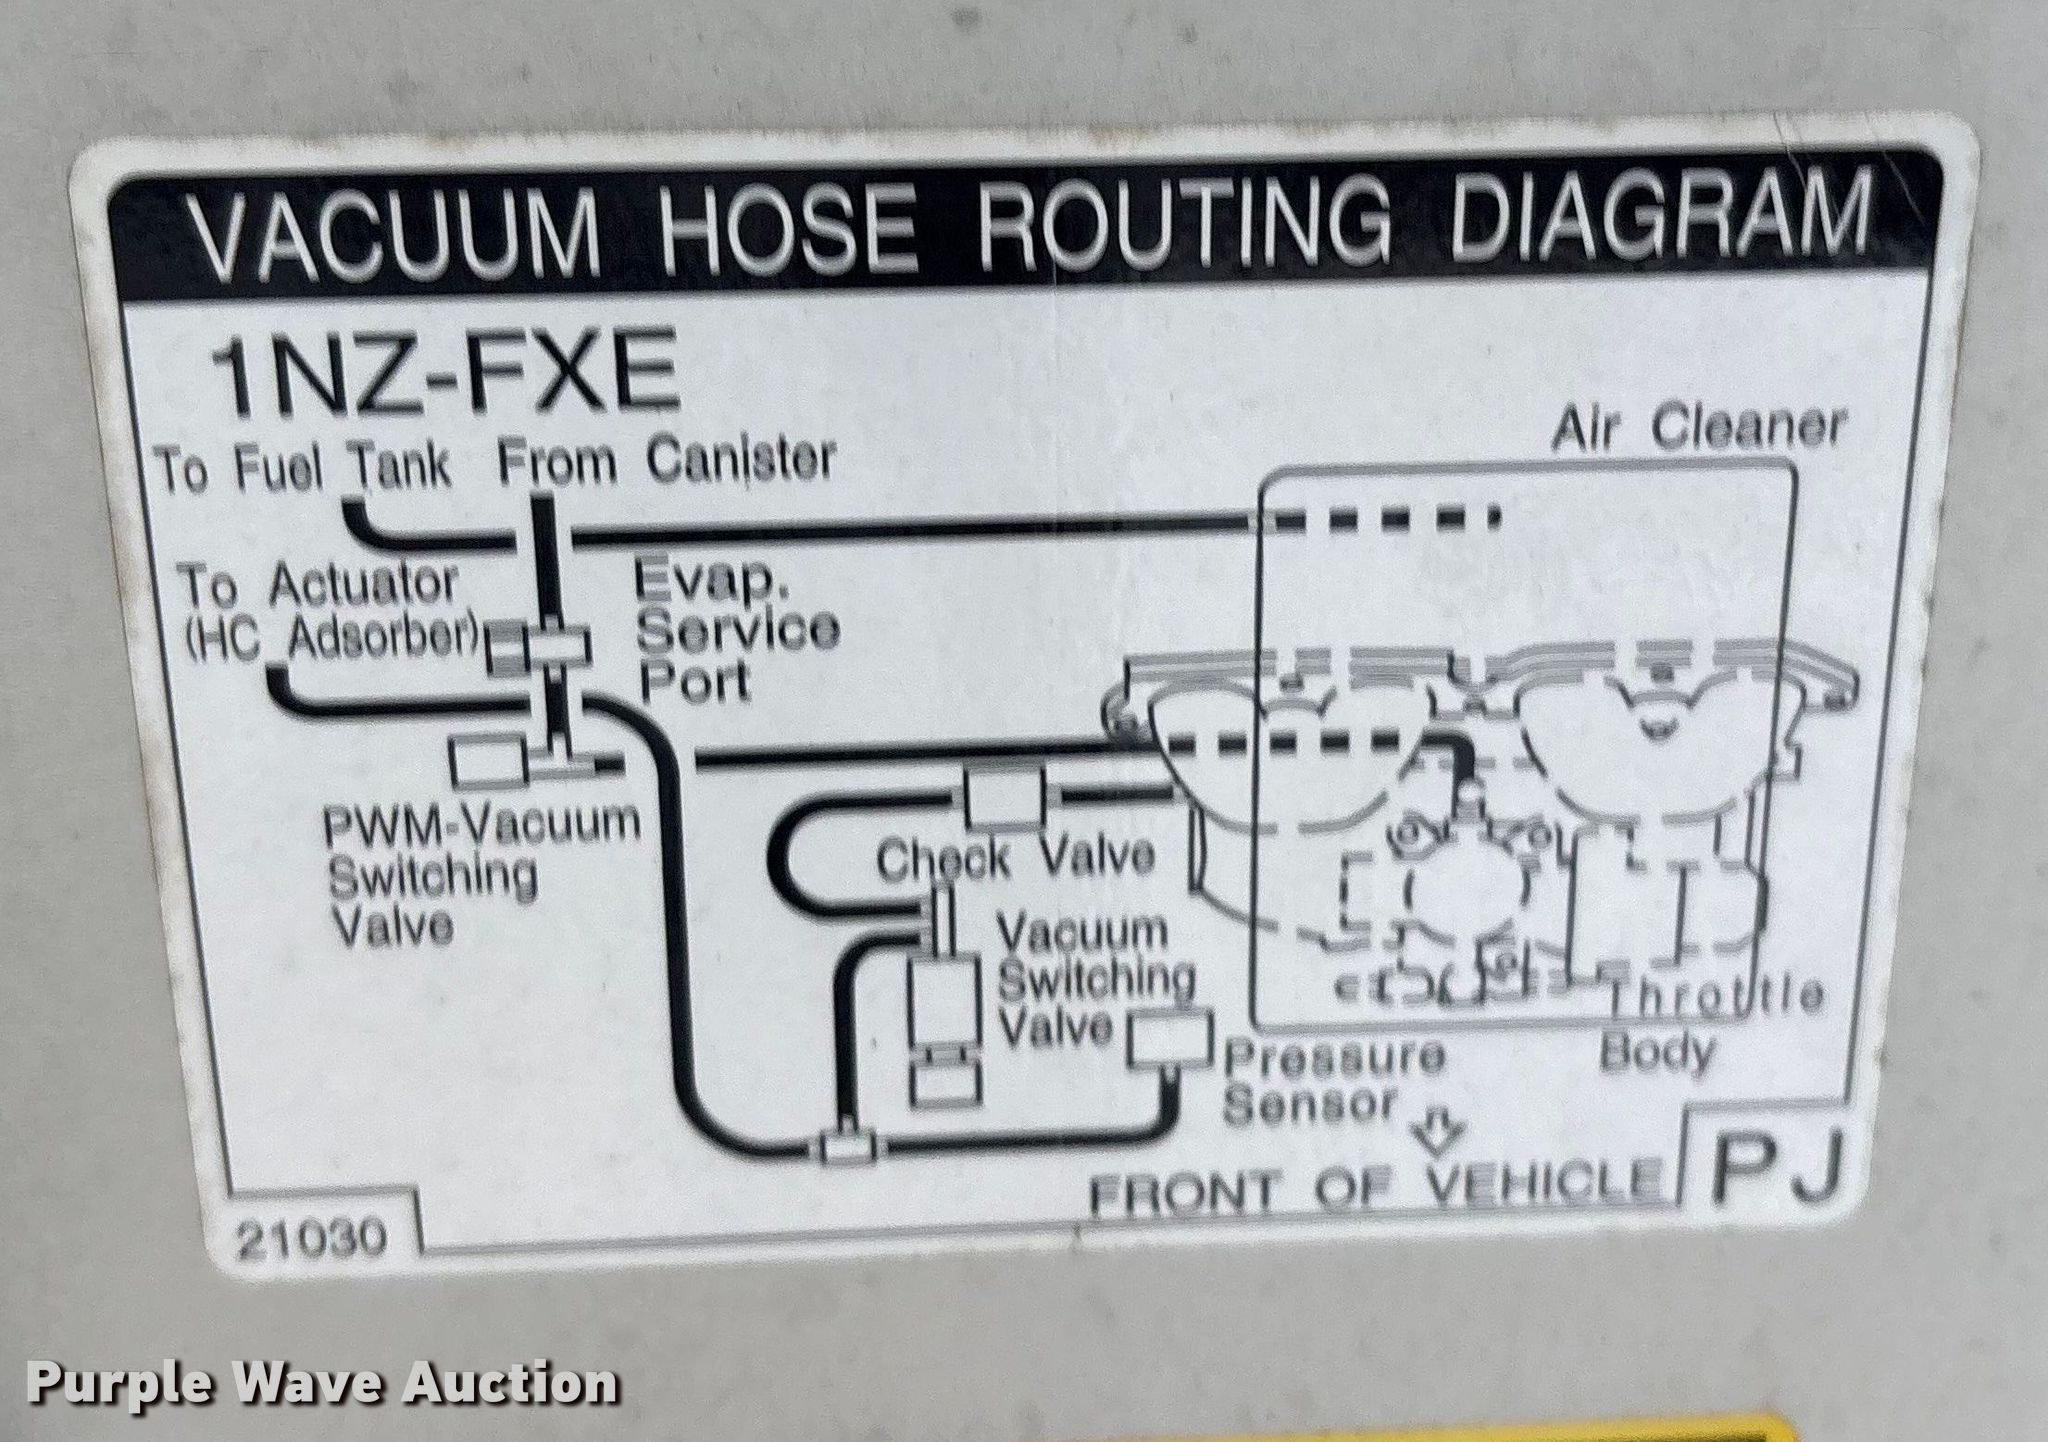 VACUUM HOSE ROUTING DIAGRAM
1NZ-FXE
Air Cleaner
To Fuel Tank From Canister
To Actuator
(HC Adsorber)
Evap.
Service
Port
PWM-Vacuum
Switching
Valve
Check Valve
Vacuum
Switching
Valve
Throttle
Body
Pressure
Sensor
FRONT OF VEHICLE
PJ
21030
Purple Wave Auction